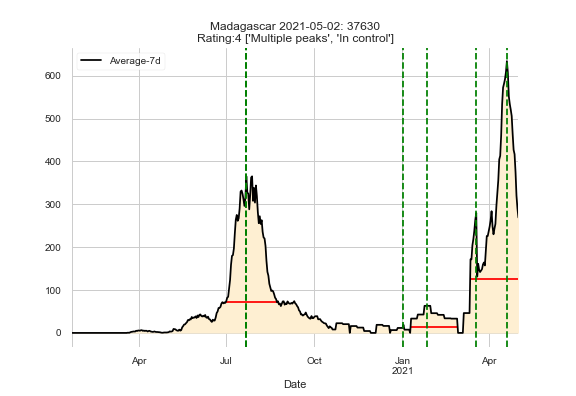 Madagascar 2021-05-02: 37630
Rating:4 ['Multiple peaks', 'In control']
Average-7d
600
500
400
300
200
100
0
Apr
Jul
Oct
Jan
2021
Apr
Date